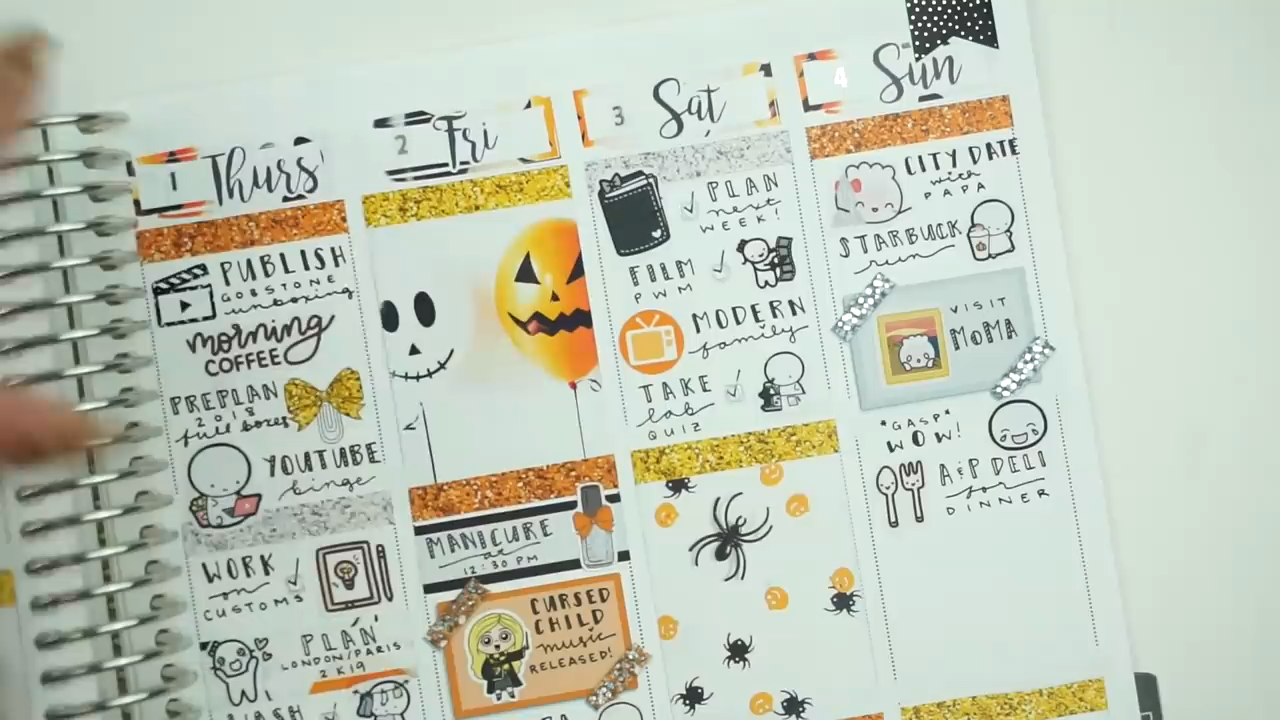 1
Thurs
PUBLISH
GOBSTONE
unboxing
morning
COFFEE
PREPLAN
2018
fall boxes
YOUTUBE
binge
WORK
on
CUSTOMS
PLAN
LONDON/PARIS
2K19
2
Fri
MANICURE
at
12:30 PM
CURSED
CHILD
music
RELEASED!
3
Sat
PLAN
next
WEEK!
FILM
PWM
MODERN
family
TAKE
lab
QUIZ
4
Sun
CITY DATE
with
PAPA
STARBUCK
run
VISIT
MoMA
*GASP*
WOW!
A&P DELI
for
DINNER